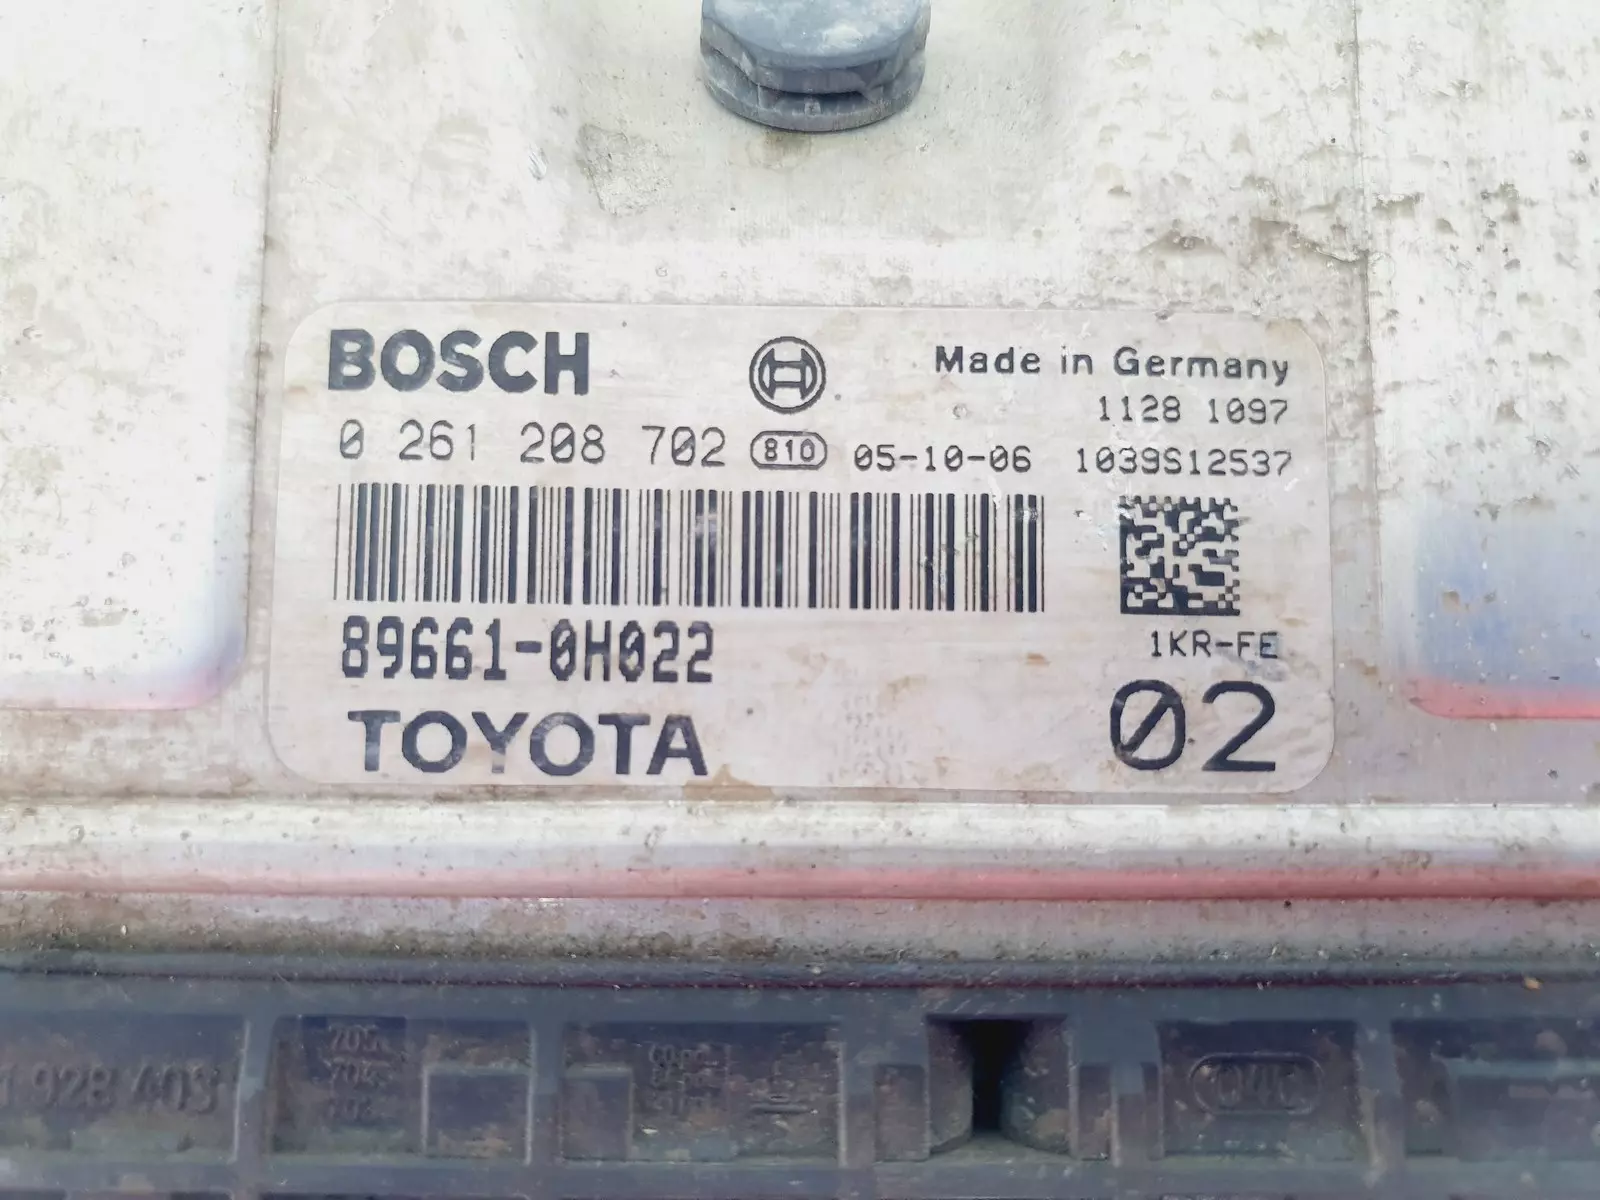 BOSCH
Made in Germany
1128 1097
0 261 208 702 810 05-10-06 1039S12537
89661-0H022
1KR-FE
TOYOTA
02
1 928 403